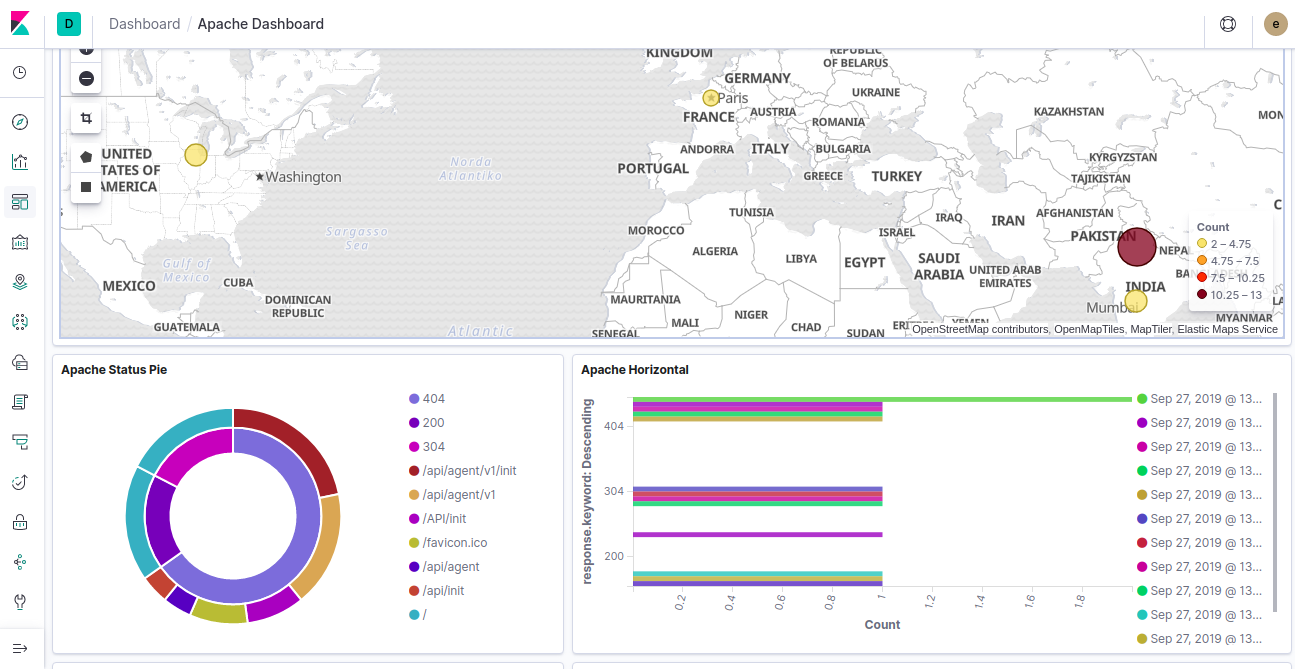 D
Dashboard / Apache Dashboard
e
KINGDOM
REPUBLIC
OF BELARUS
GERMANY
UKRAINE
Paris
KAZAKHSTAN
FRANCE
AUSTRIA
ROMANIA
MON
UNITED
STATES OF
AMERICA
Washington
Norda
Atlantiko
ANDORRA
ITALY
BULGARIA
KYRGYZSTAN
PORTUGAL
GREECE
TURKEY
TAJIKISTAN
TUNISIA
IRAQ
IRAN
AFGHANISTAN
C
Sargasso
Sea
MOROCCO
ISRAEL
PAKISTAN
Count
2 – 4.75
4.75 – 7.5
7.5 – 10.25
10.25 – 13
ALGERIA
LIBYA
EGYPT
SAUDI
ARABIA
UNITED ARAB
EMIRATES
NEPAL
BANGLADESH
Gulf of
Mexico
MEXICO
CUBA
DOMINICAN
REPUBLIC
INDIA
Mumbai
MAURITANIA
NIGER
MALI
CHAD
SUDAN
YEMEN
MYANMAR
GUATEMALA
Atlantic
SENEGAL
OpenStreetMap contributors, OpenMapTiles, MapTiler, Elastic Maps Service
Apache Status Pie
404
200
304
/api/agent/v1/init
/api/agent/v1
/API/init
/favicon.ico
/api/agent
/api/init
/
Apache Horizontal
response.keyword: Descending
404
304
200
0.2
0.4
0.6
0.8
1
1.2
1.4
1.6
1.8
Count
Sep 27, 2019 @ 13...
Sep 27, 2019 @ 13...
Sep 27, 2019 @ 13...
Sep 27, 2019 @ 13...
Sep 27, 2019 @ 13...
Sep 27, 2019 @ 13...
Sep 27, 2019 @ 13...
Sep 27, 2019 @ 13...
Sep 27, 2019 @ 13...
Sep 27, 2019 @ 13...
Sep 27, 2019 @ 13...